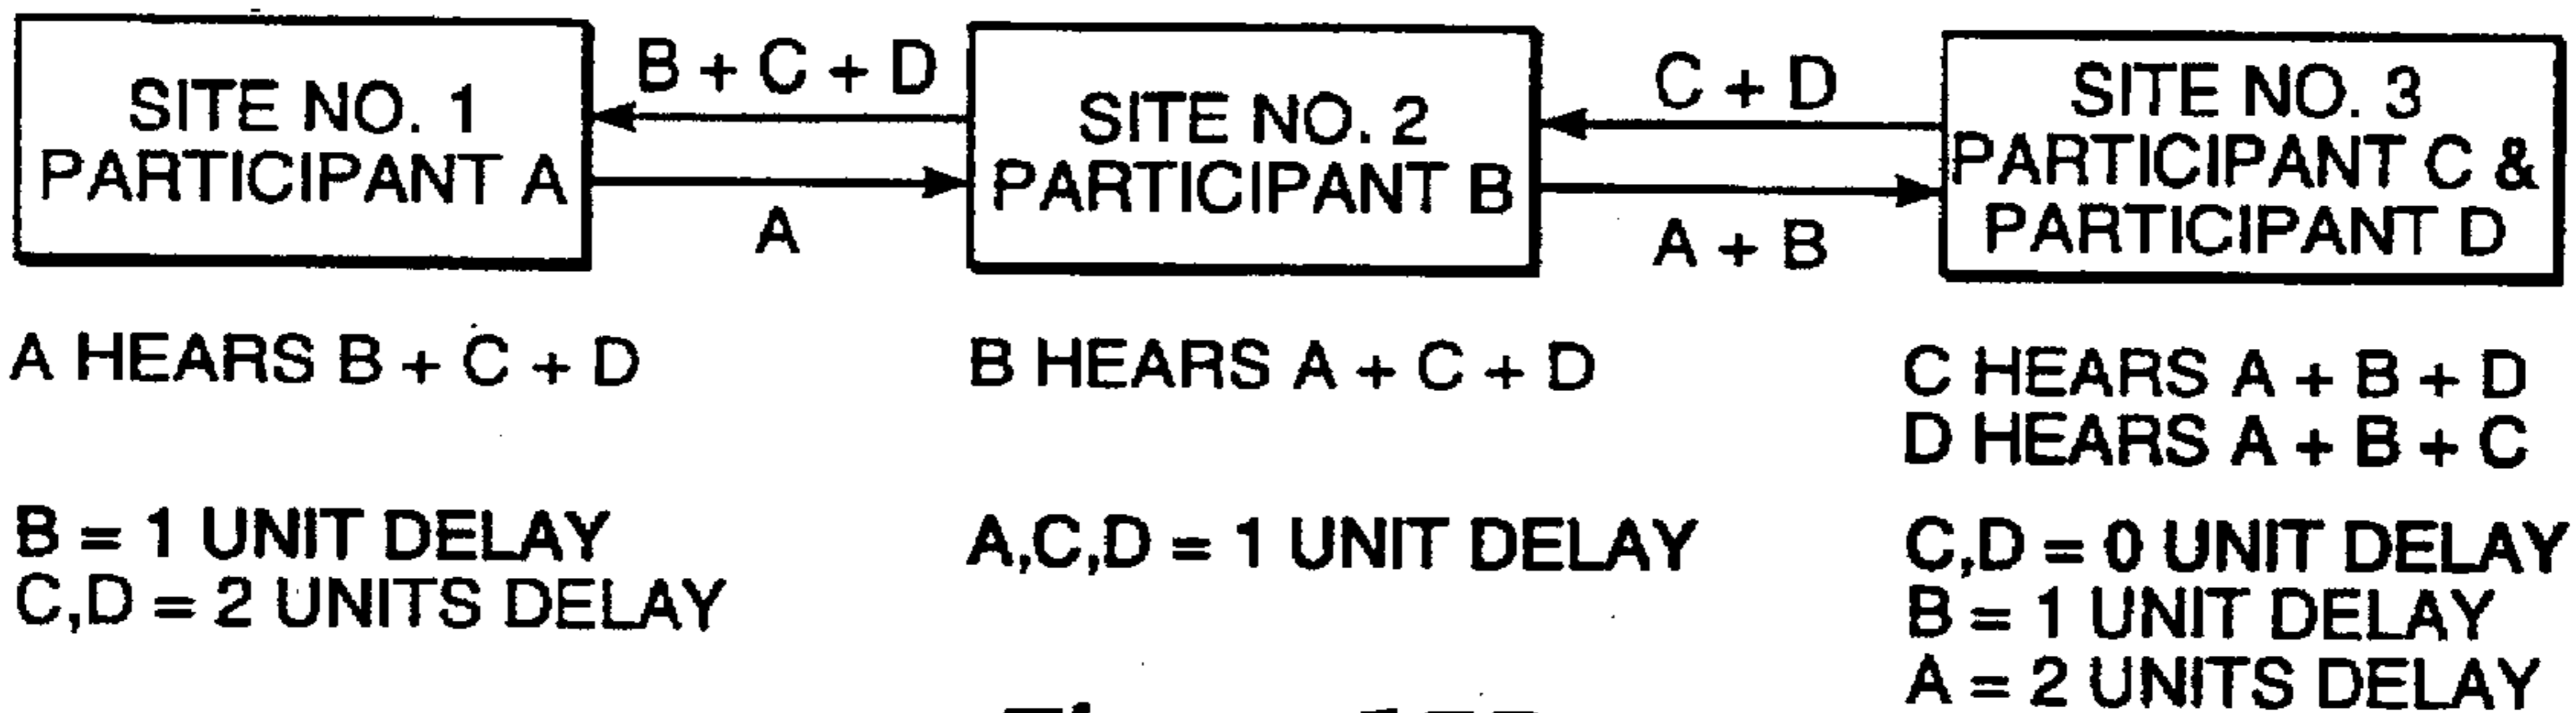 SITE NO. 1
PARTICIPANT A
B + C + D
A
SITE NO. 2
PARTICIPANT B
C + D
A + B
SITE NO. 3
PARTICIPANT C &
PARTICIPANT D
A HEARS B + C + D
B = 1 UNIT DELAY
C,D = 2 UNITS DELAY
B HEARS A + C + D
A,C,D = 1 UNIT DELAY
C HEARS A + B + D
D HEARS A + B + C
C,D = 0 UNIT DELAY
B = 1 UNIT DELAY
A = 2 UNITS DELAY